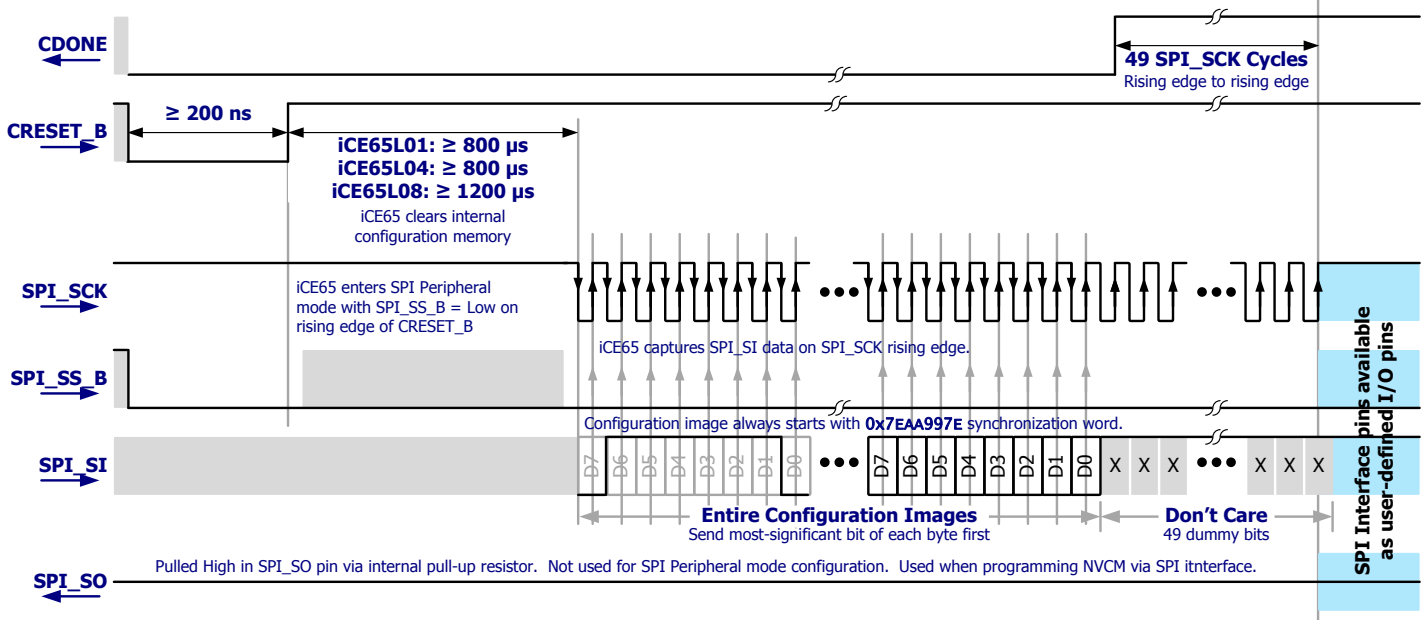 CDONE
49 SPI_SCK Cycles
Rising edge to rising edge
CRESET_B
≥ 200 ns
iCE65L01: ≥ 800 µs
iCE65L04: ≥ 800 µs
iCE65L08: ≥ 1200 µs
iCE65 clears internal
configuration memory
SPI_SCK
iCE65 enters SPI Peripheral
mode with SPI_SS_B = Low on
rising edge of CRESET_B
iCE65 captures SPI_SI data on SPI_SCK rising edge.
SPI_SS_B
Configuration image always starts with 0x7EAA997E synchronization word.
SPI_SI
D7 D6 D5 D4 D3 D2 D1 D0 ••• D7 D6 D5 D4 D3 D2 D1 D0 X X X ••• X X X
Entire Configuration Images
Send most-significant bit of each byte first
Don't Care
49 dummy bits
SPI Interface pins available
as user-defined I/O pins
Pulled High in SPI_SO pin via internal pull-up resistor. Not used for SPI Peripheral mode configuration. Used when programming NVCM via SPI itnterface.
SPI_SO